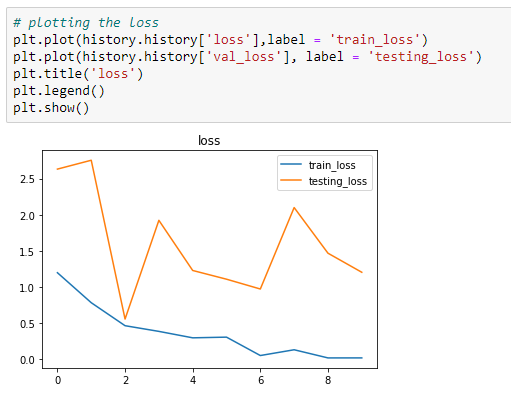 # plotting the loss
plt.plot(history.history['loss'],label = 'train_loss')
plt.plot(history.history['val_loss'], label = 'testing_loss')
plt.title('loss')
plt.legend()
plt.show()
loss
train_loss
testing_loss
2.5
2.0
1.5
1.0
0.5
0.0
0 2 4 6 8